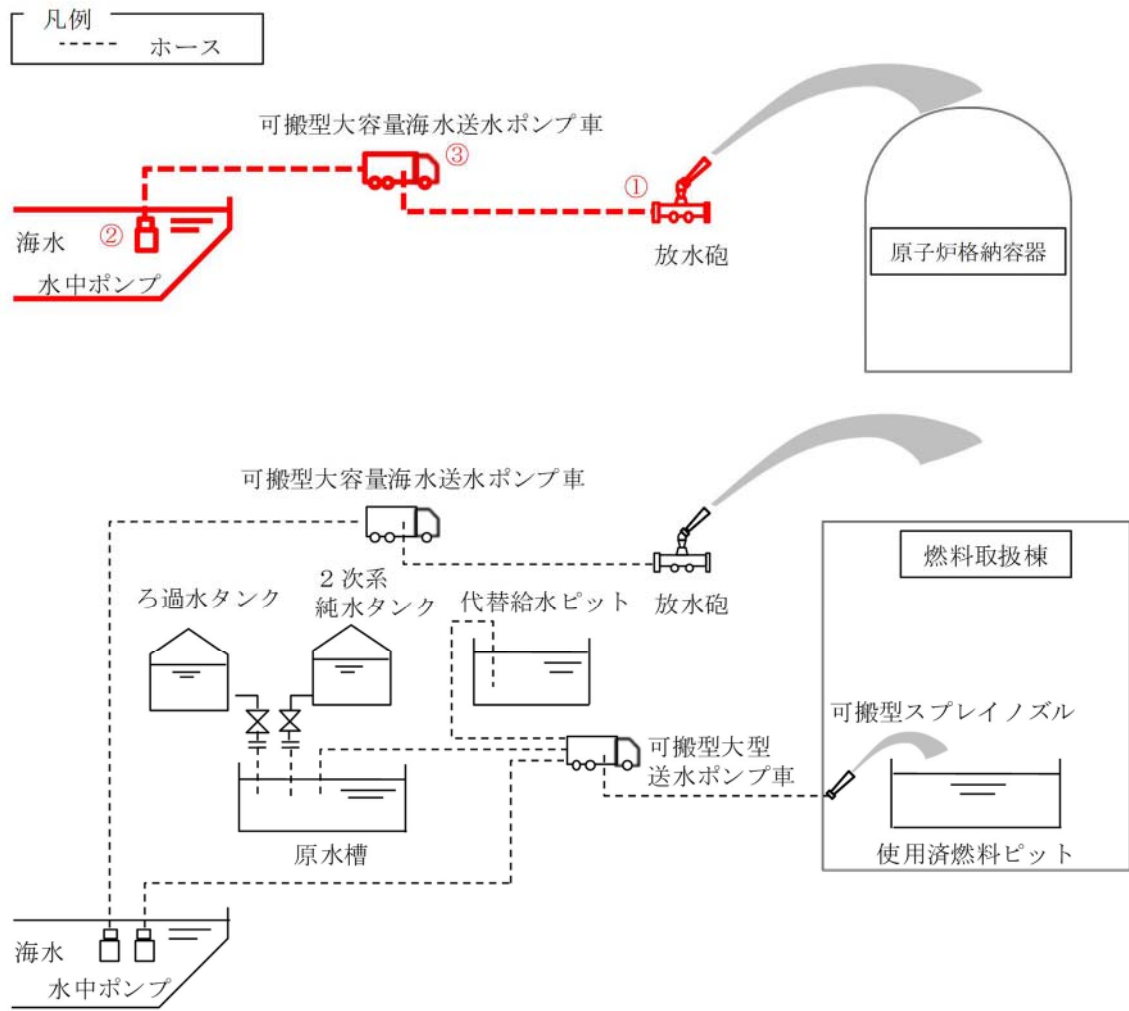 凡例
ホース
可搬型大容量海水送水ポンプ車
③
①
②
海水
水中ポンプ
放水砲
原子炉格納容器
可搬型大容量海水送水ポンプ車
燃料取扱棟
ろ過水タンク
２次系
純水タンク
代替給水ピット
放水砲
可搬型スプレイノズル
可搬型大型
送水ポンプ車
原水槽
使用済燃料ピット
海水
水中ポンプ